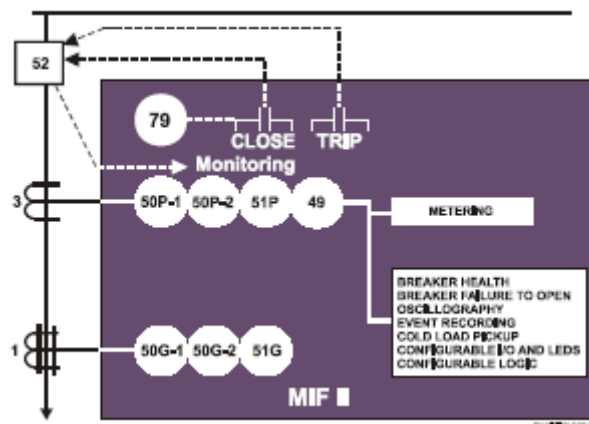 52
79
CLOSE TRIP
Monitoring
3
50P-1 50P-2 51P 49
METERING
BREAKER HEALTH
BREAKER FAILURE TO OPEN
OSCILLOGRAPHY
EVENT RECORDING
COLD LOAD PICKUP
CONFIGURABLE I/O AND LEDS
CONFIGURABLE LOGIC
1
50G-1 50G-2 51G
MIF II